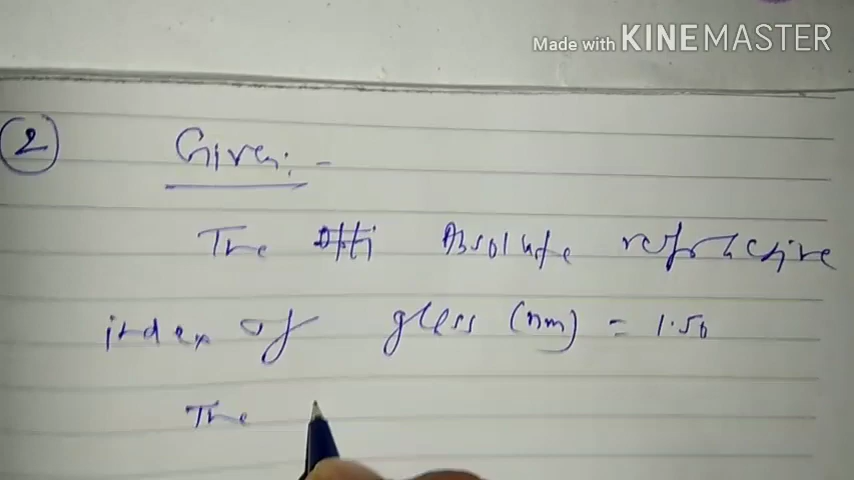 Made with KINEMASTER
(2) Given:-
The Absolute refractive
index of glass (nm) = 1.50
The